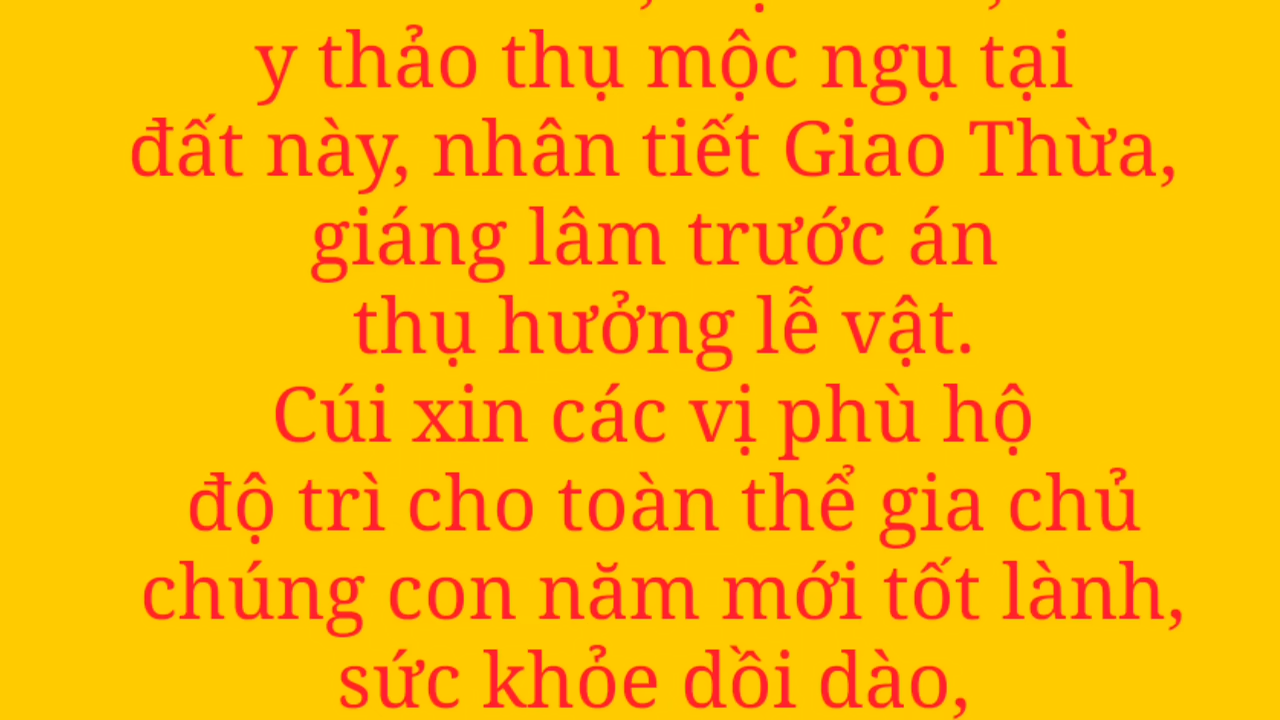 y thảo thụ mộc ngụ tại
đất này, nhân tiết Giao Thừa,
giáng lâm trước án
thụ hưởng lễ vật.
Cúi xin các vị phù hộ
độ trì cho toàn thể gia chủ
chúng con năm mới tốt lành,
sức khỏe dồi dào,